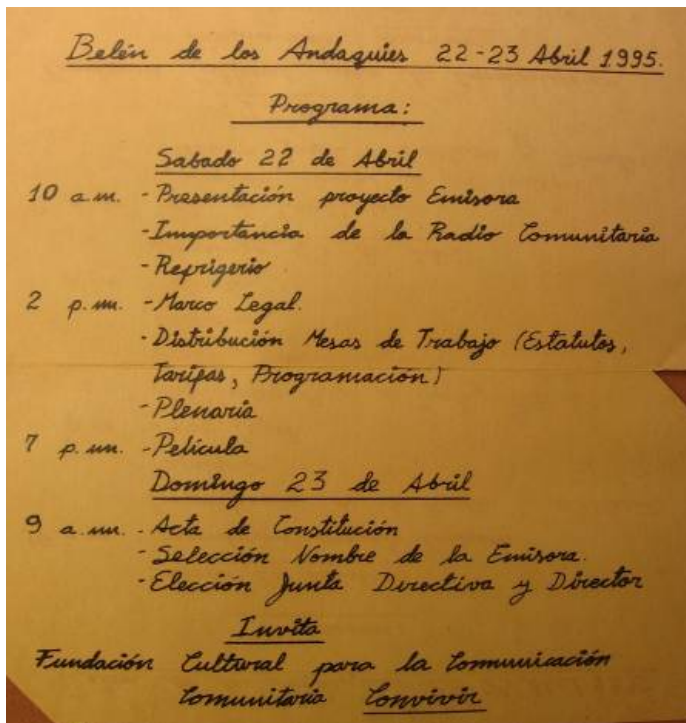 Belén de los Andaquies 22-23 Abril 1995.
Programa:
Sabado 22 de Abril
10 a.m. - Presentación proyecto Emisora
- Importancia de la Radio Comunitaria
- Refrigerio
2 p.m. - Marco Legal.
- Distribución Mesas de Trabajo (Estatutos,
Tarifas, Programación)
- Plenaria
7 p.m. - Película
Domingo 23 de Abril
9 a.m. - Acta de Constitución
- Selección Nombre de la Emisora.
- Elección Junta Directiva y Director
Invita
Fundación Cultural para la Comunicación
Comunitaria Convivir